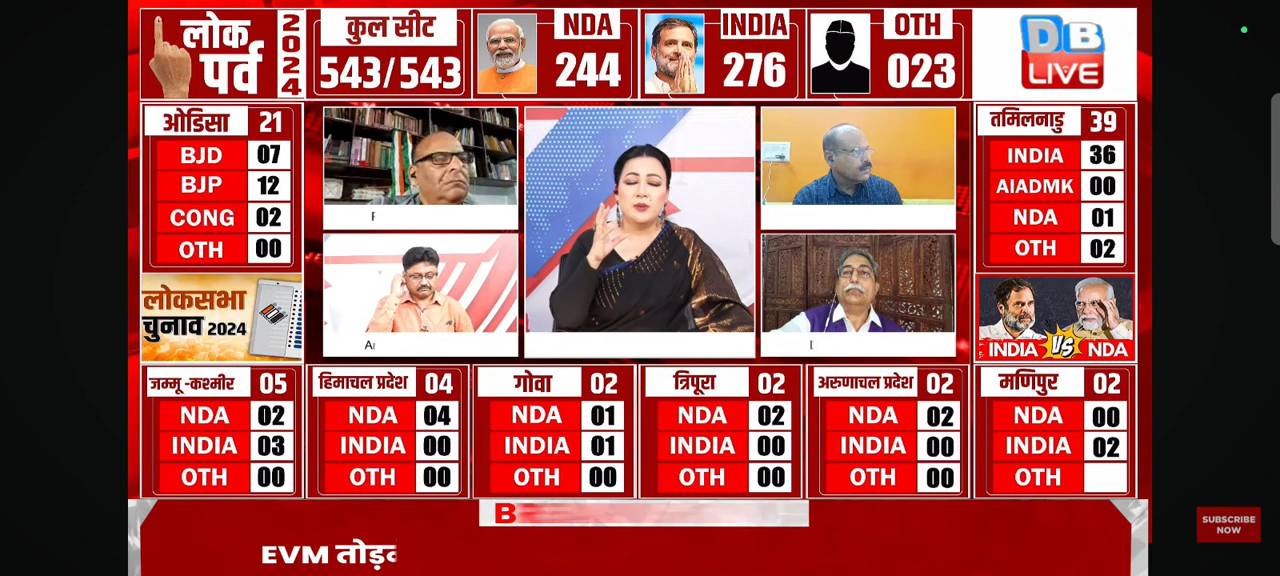 लोक
पर्व
2024
कुल सीट
543/543
NDA
244
INDIA
276
OTH
023
DB
LIVE
ओडिसा 21
BJD 07
BJP 12
CONG 02
OTH 00
लोकसभा
चुनाव 2024
तमिलनाडु 39
INDIA 36
AIADMK 00
NDA 01
OTH 02
INDIA VS NDA
जम्मू -कश्मीर 05
NDA 02
INDIA 03
OTH 00
हिमाचल प्रदेश 04
NDA 04
INDIA 00
OTH 00
गोवा 02
NDA 01
INDIA 01
OTH 00
त्रिपूरा 02
NDA 02
INDIA 00
OTH 00
अरुणाचल प्रदेश 02
NDA 02
INDIA 00
OTH 00
मणिपुर 02
NDA 00
INDIA 02
OTH
B
EVM
SUBSCRIBE
NOW